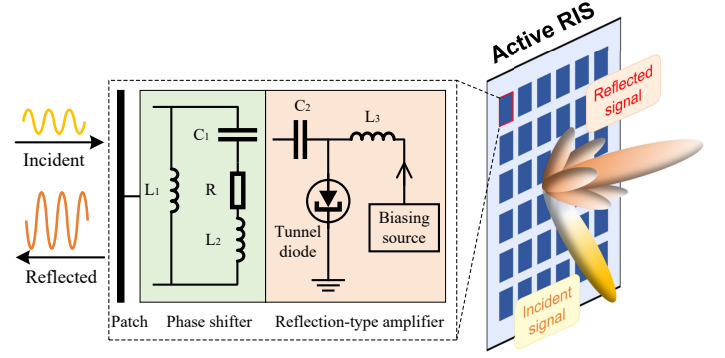 Active RIS
Reflected
signal
Incident
Reflected
L1
C1
R
L2
C2
L3
Tunnel
diode
Biasing
source
Patch
Phase shifter
Reflection-type amplifier
Incident
signal